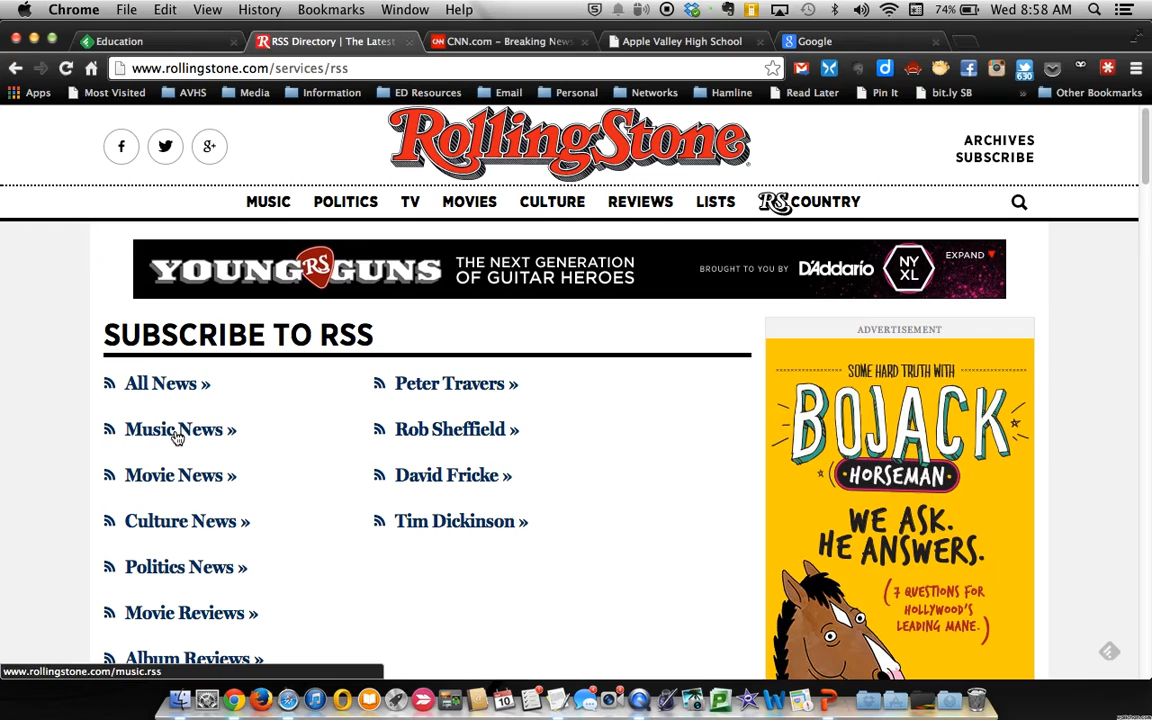 Chrome File Edit View History Bookmarks Window Help 74% Wed 8:58 AM
Education RSS Directory | The Latest CNN.com – Breaking News, Apple Valley High School Google
www.rollingstone.com/services/rss
Apps Most Visited AVHS Media Information ED Resources Email Personal Networks Hamline Read Later Pin It bit.ly SB 630 » Other Bookmarks
f g+ RollingStone ARCHIVES
SUBSCRIBE
MUSIC POLITICS TV MOVIES CULTURE REVIEWS LISTS RS COUNTRY
YOUNG RS GUNS THE NEXT GENERATION
OF GUITAR HEROES
BROUGHT TO YOU BY D'Addario NY
XL
EXPAND
SUBSCRIBE TO RSS
All News »
Music News »
Movie News »
Culture News »
Politics News »
Movie Reviews »
Album Reviews »
Peter Travers »
Rob Sheffield »
David Fricke »
Tim Dickinson »
ADVERTISEMENT
SOME HARD TRUTH WITH
BOJACK
HORSEMAN
WE ASK.
HE ANSWERS.
(7 QUESTIONS FOR
HOLLYWOOD'S
LEADING MANE.)
www.rollingstone.com/music.rss